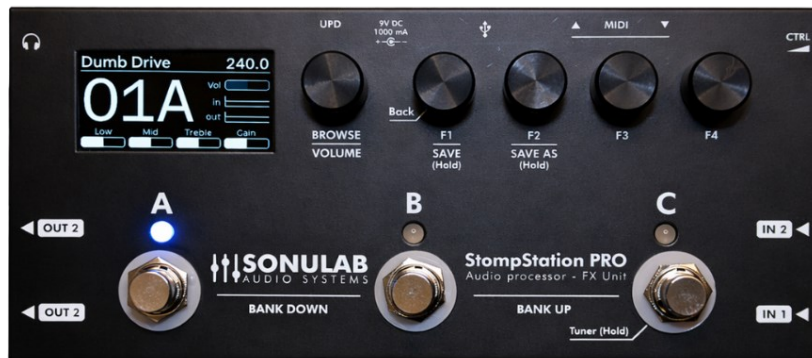 UPD
9V DC
1000 mA
MIDI
CTRL
Dumb Drive 240.0
01A
Vol
in
out
Low Mid Treble Gain
Back
BROWSE
VOLUME
F1
SAVE
(Hold)
F2
SAVE AS
(Hold)
F3
F4
A
B
C
OUT 2
IN 2
SONULAB
AUDIO SYSTEMS
StompStation PRO
Audio processor - FX Unit
OUT 2
BANK DOWN
BANK UP
Tuner (Hold)
IN 1